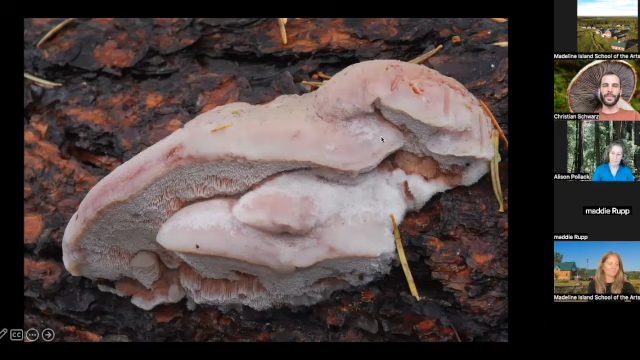 Madeline Island School of the Arts
Christian Schwarz
Alison Pollack
maddie Rupp
maddie Rupp
Madeline Island School of the Arts
CC